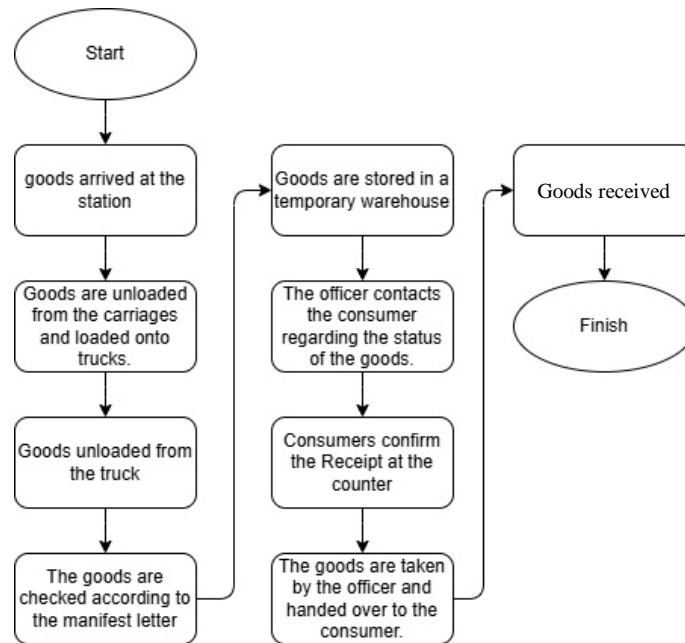 Start
goods arrived at the
station
Goods are unloaded
from the carriages
and loaded onto
trucks.
Goods unloaded from
the truck
The goods are
checked according to
the manifest letter
Goods are stored in a
temporary warehouse
The officer contacts
the consumer
regarding the status
of the goods.
Consumers confirm
the Receipt at the
counter
The goods are taken
by the officer and
handed over to the
consumer.
Goods received
Finish